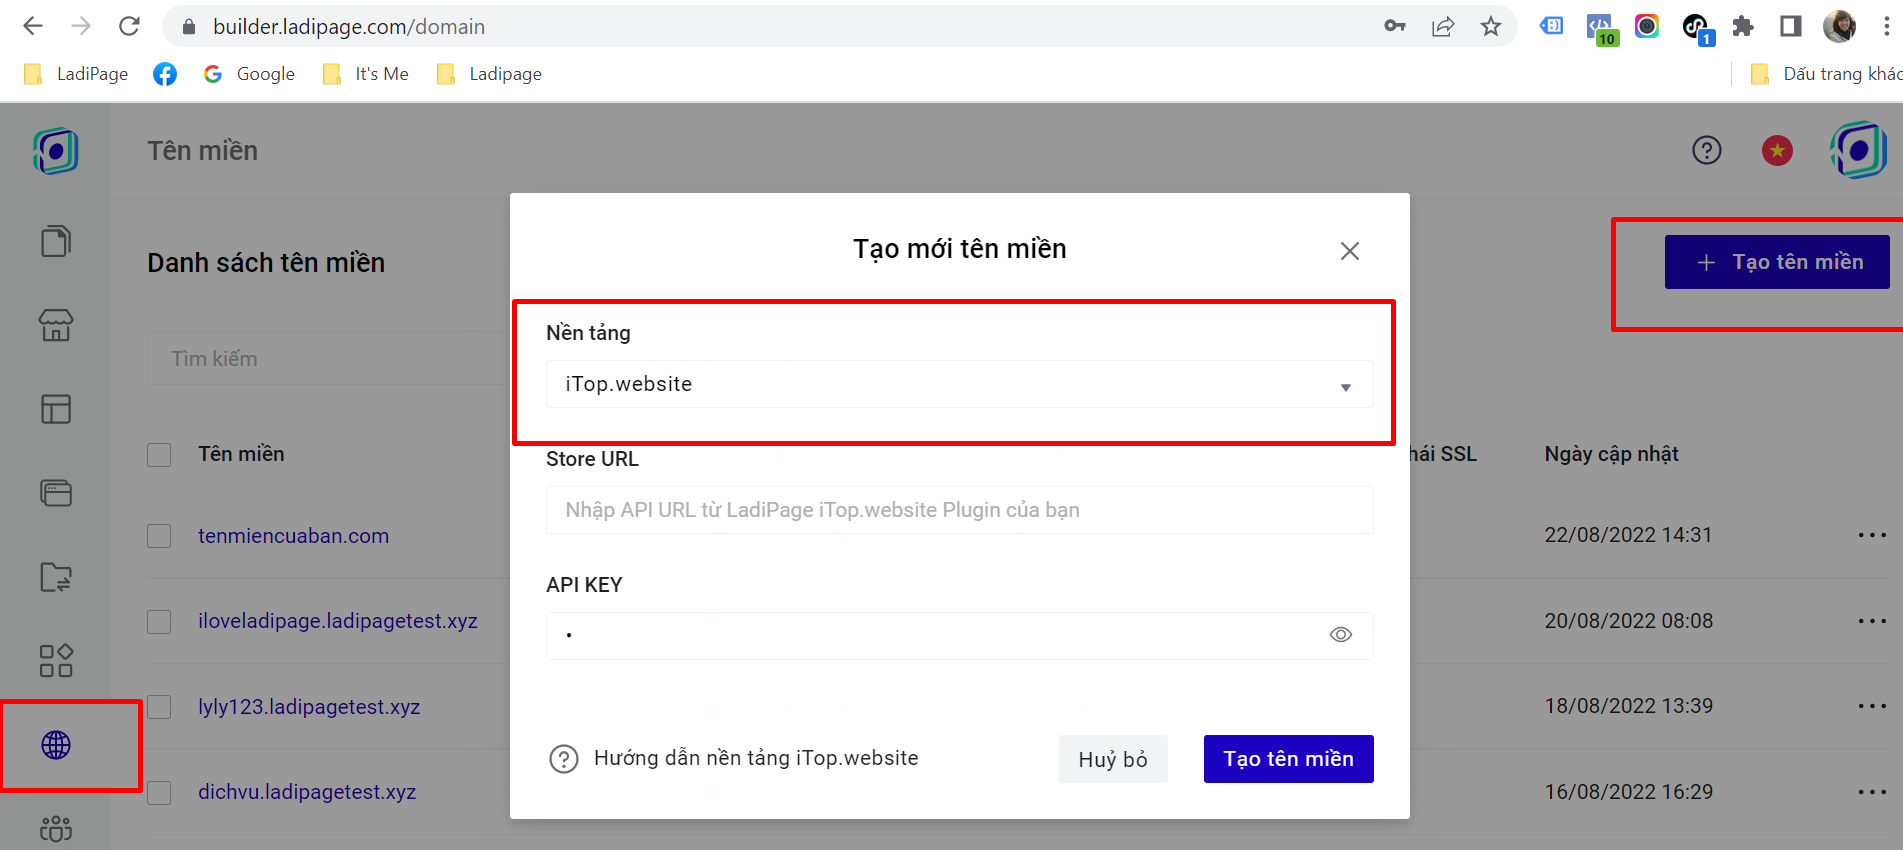 builder.ladipage.com/domain
10
1
LadiPage
Google
It's Me
Ladipage
Dấu trang khác
Tên miền
Danh sách tên miền
+ Tạo tên miền
Tìm kiếm
Tên miền
hái SSL
Ngày cập nhật
tenmiencuaban.com
22/08/2022 14:31
iloveladipage.ladipagetest.xyz
20/08/2022 08:08
lyly123.ladipagetest.xyz
18/08/2022 13:39
dichvu.ladipagetest.xyz
16/08/2022 16:29
Tạo mới tên miền
Nền tảng
iTop.website
Store URL
Nhập API URL từ LadiPage iTop.website Plugin của bạn
API KEY
•
Hướng dẫn nền tảng iTop.website
Huỷ bỏ
Tạo tên miền